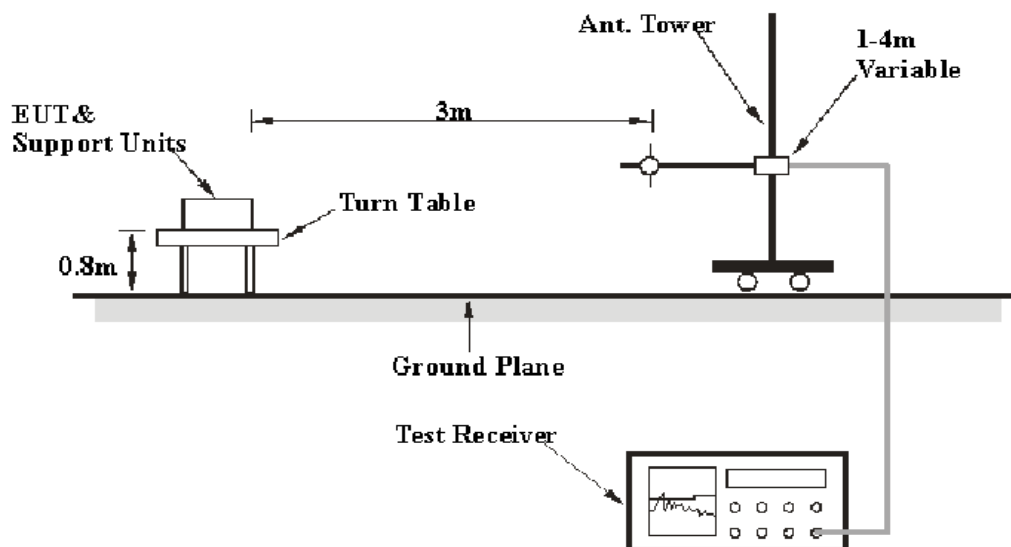 Ant. Tower
1-4m
Variable
3m
EUT&
Support Units
Turn Table
0.8m
Ground Plane
Test Receiver